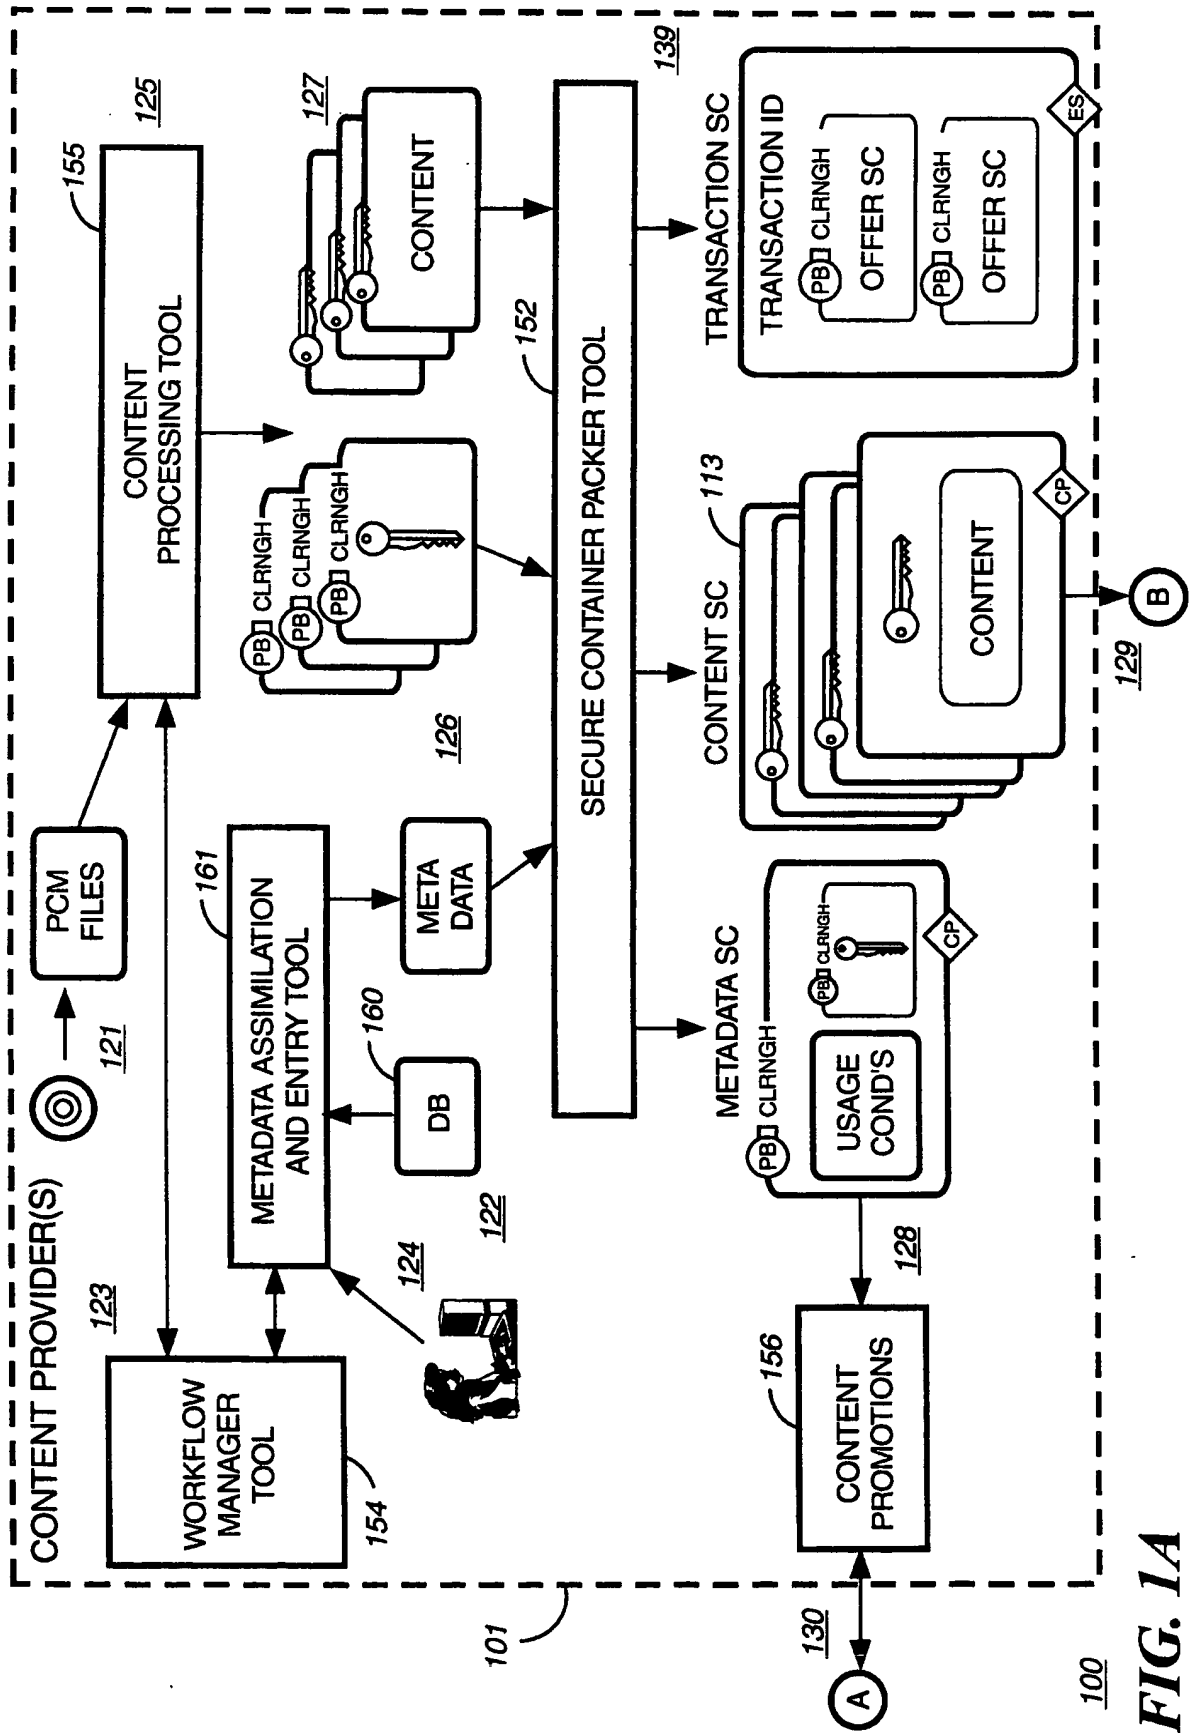 CONTENT PROVIDER(S)
123
WORKFLOW
MANAGER
TOOL
154
121
PCM
FILES
155
125
CONTENT
PROCESSING TOOL
161
METADATA ASSIMILATION
AND ENTRY TOOL
124
122
160
DB
META
DATA
126
PB CLRNGH
PB CLRNGH
PB CLRNGH
127
CONTENT
152
SECURE CONTAINER PACKER TOOL
139
METADATA SC
PB CLRNGH
USAGE
COND'S
PB CLRNGH
CP
CONTENT SC
113
CONTENT
CP
TRANSACTION SC
TRANSACTION ID
PB CLRNGH
OFFER SC
PB CLRNGH
OFFER SC
ES
128
156
CONTENT
PROMOTIONS
101
130
A
129
B
100
FIG. 1A